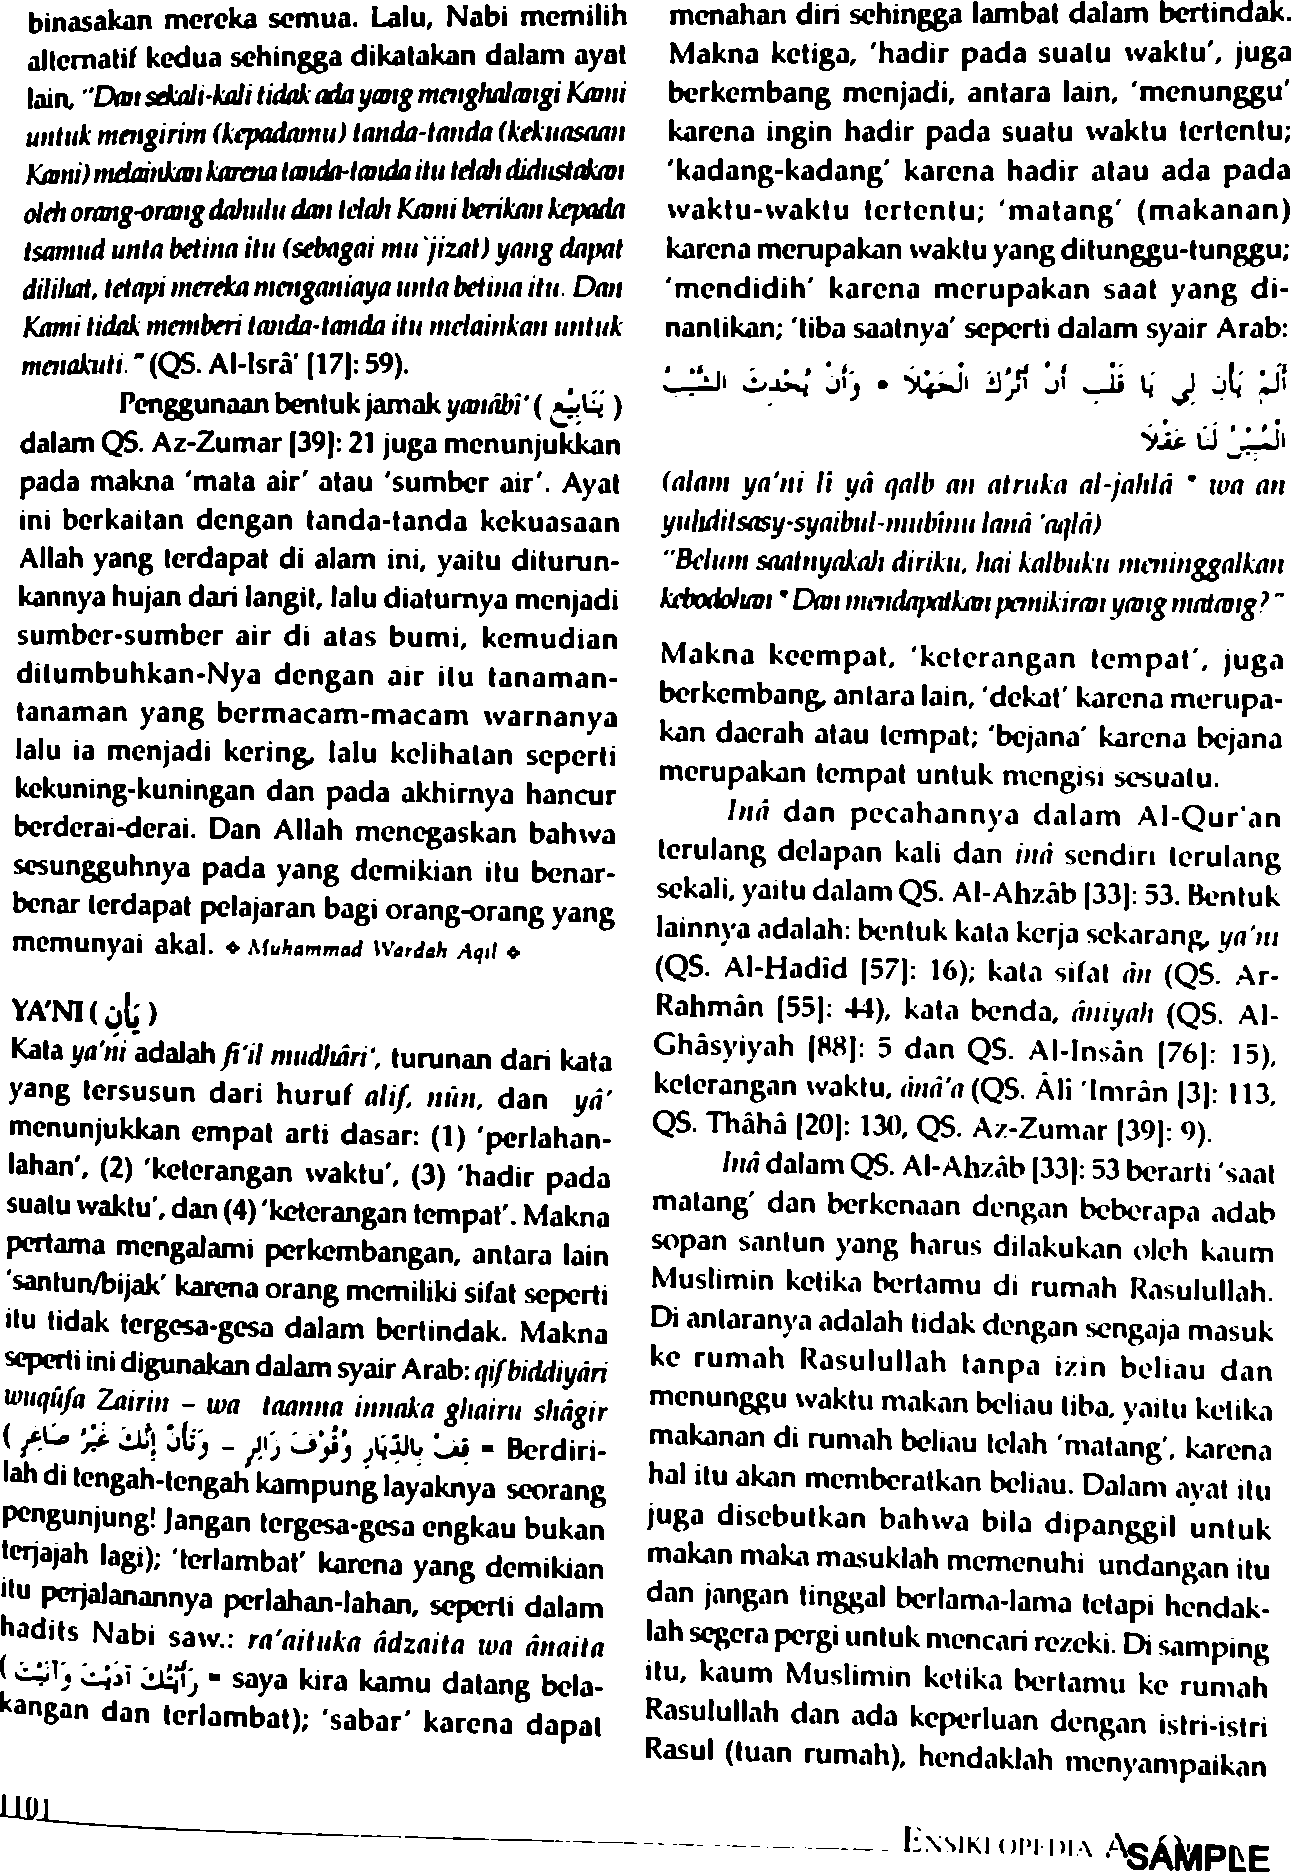 binasakan mereka semua. Lalu, Nabi memilih
alternatif kedua sehingga dikatakan dalam ayat
lain, "Dan sekali-kali tidak ada yang menghalangi Kami
untuk mengirim (kepadamu) tanda-tanda (kekuasaan
Kami) melainkan karena tanda-tanda itu telah didustakan
oleh orang-orang dahulu dan telah Kami berikan kepada
tsamud unta betina itu (sebagai mu`jizat) yang dapat
dilihat, tetapi mereka menganiaya unta betina itu. Dan
Kami tidak memberi tanda-tanda itu melainkan untuk
menakuti." (QS. Al-Isrâ' [17]: 59).
Penggunaan bentuk jamak yanâbî' ( يَنَابِيْع )
dalam QS. Az-Zumar [39]: 21 juga menunjukkan
pada makna 'mata air' atau 'sumber air'. Ayat
ini berkaitan dengan tanda-tanda kekuasaan
Allah yang terdapat di alam ini, yaitu diturun-
kannya hujan dari langit, lalu diaturnya menjadi
sumber-sumber air di atas bumi, kemudian
ditumbuhkan-Nya dengan air itu tanaman-
tanaman yang bermacam-macam warnanya
lalu ia menjadi kering, lalu kelihatan seperti
kekuning-kuningan dan pada akhirnya hancur
berderai-derai. Dan Allah menegaskan bahwa
sesungguhnya pada yang demikian itu benar-
benar terdapat pelajaran bagi orang-orang yang
memunyai akal. ❖ Muhammad Wardah Aqil ❖
YA'NI ( يَأْنِ )
Kata ya'ni adalah fi'il mudhâri', turunan dari kata
yang tersusun dari huruf alif, nûn, dan yâ'
menunjukkan empat arti dasar: (1) 'perlahan-
lahan', (2) 'keterangan waktu', (3) 'hadir pada
suatu waktu', dan (4) 'keterangan tempat'. Makna
pertama mengalami perkembangan, antara lain
'santun/bijak' karena orang memiliki sifat seperti
itu tidak tergesa-gesa dalam bertindak. Makna
seperti ini digunakan dalam syair Arab: qif biddiyâri
wuqûfa Zairin – wa taanna innaka ghairu shâgir
( قِفْ بِالدِّيَارِ وُقُوْفَ زَائِرٍ – وَتَأَنَّ إِنَّكَ غَيْرُ صَاغِرٍ = Berdiri-
lah di tengah-tengah kampung layaknya seorang
pengunjung! Jangan tergesa-gesa engkau bukan
terjajah lagi); 'terlambat' karena yang demikian
itu perjalanannya perlahan-lahan, seperti dalam
hadits Nabi saw.: ra'aituka âdzaita wa ânaita
( رَأَيْتُكَ آذَيْتَ وَآنَيْتَ = saya kira kamu datang bela-
kangan dan terlambat); 'sabar' karena dapat
menahan diri sehingga lambat dalam bertindak.
Makna ketiga, 'hadir pada suatu waktu', juga
berkembang menjadi, antara lain, 'menunggu'
karena ingin hadir pada suatu waktu tertentu;
'kadang-kadang' karena hadir atau ada pada
waktu-waktu tertentu; 'matang' (makanan)
karena merupakan waktu yang ditunggu-tunggu;
'mendidih' karena merupakan saat yang di-
nantikan; 'tiba saatnya' seperti dalam syair Arab:
أَلَمْ يَأْنِ لِي يَا قَلْبُ أَنْ أَتْرُكَ الْجَهْلاَ • وَأَنْ يُحْدِثَ الشَّيْبُ
الْمُبِيْنُ لَنَا عَقْلاً
(alam ya'ni lî yâ qalb an atruka al-jahlâ • wa an
yuhditsasy-syaibul-mubînu lanâ 'aqlâ)
"Belum saatnyakah diriku, hai kalbuku meninggalkan
kebodohan • Dan mendapatkan pemikiran yang matang?"
Makna keempat, 'keterangan tempat', juga
berkembang, antara lain, 'dekat' karena merupa-
kan daerah atau tempat; 'bejana' karena bejana
merupakan tempat untuk mengisi sesuatu.
Inâ dan pecahannya dalam Al-Qur'an
terulang delapan kali dan inâ sendiri terulang
sekali, yaitu dalam QS. Al-Ahzâb [33]: 53. Bentuk
lainnya adalah: bentuk kata kerja sekarang, ya'ni
(QS. Al-Hadîd [57]: 16); kata sifat ân (QS. Ar-
Rahmân [55]: 44), kata benda, âniyah (QS. Al-
Ghâsyiyah [88]: 5 dan QS. Al-Insân [76]: 15),
keterangan waktu, ânâ'a (QS. Âli 'Imrân [3]: 113,
QS. Thâhâ [20]: 130, QS. Az-Zumar [39]: 9).
Inâ dalam QS. Al-Ahzâb [33]: 53 berarti 'saat
matang' dan berkenaan dengan beberapa adab
sopan santun yang harus dilakukan oleh kaum
Muslimin ketika bertamu di rumah Rasulullah.
Di antaranya adalah tidak dengan sengaja masuk
ke rumah Rasulullah tanpa izin beliau dan
menunggu waktu makan beliau tiba, yaitu ketika
makanan di rumah beliau telah 'matang', karena
hal itu akan memberatkan beliau. Dalam ayat itu
juga disebutkan bahwa bila dipanggil untuk
makan maka masuklah memenuhi undangan itu
dan jangan tinggal berlama-lama tetapi hendak-
lah segera pergi untuk mencari rezeki. Di samping
itu, kaum Muslimin ketika bertamu ke rumah
Rasulullah dan ada keperluan dengan istri-istri
Rasul (tuan rumah), hendaklah menyampaikan
1101
ENSIKLOPEDIA
SAMPLE